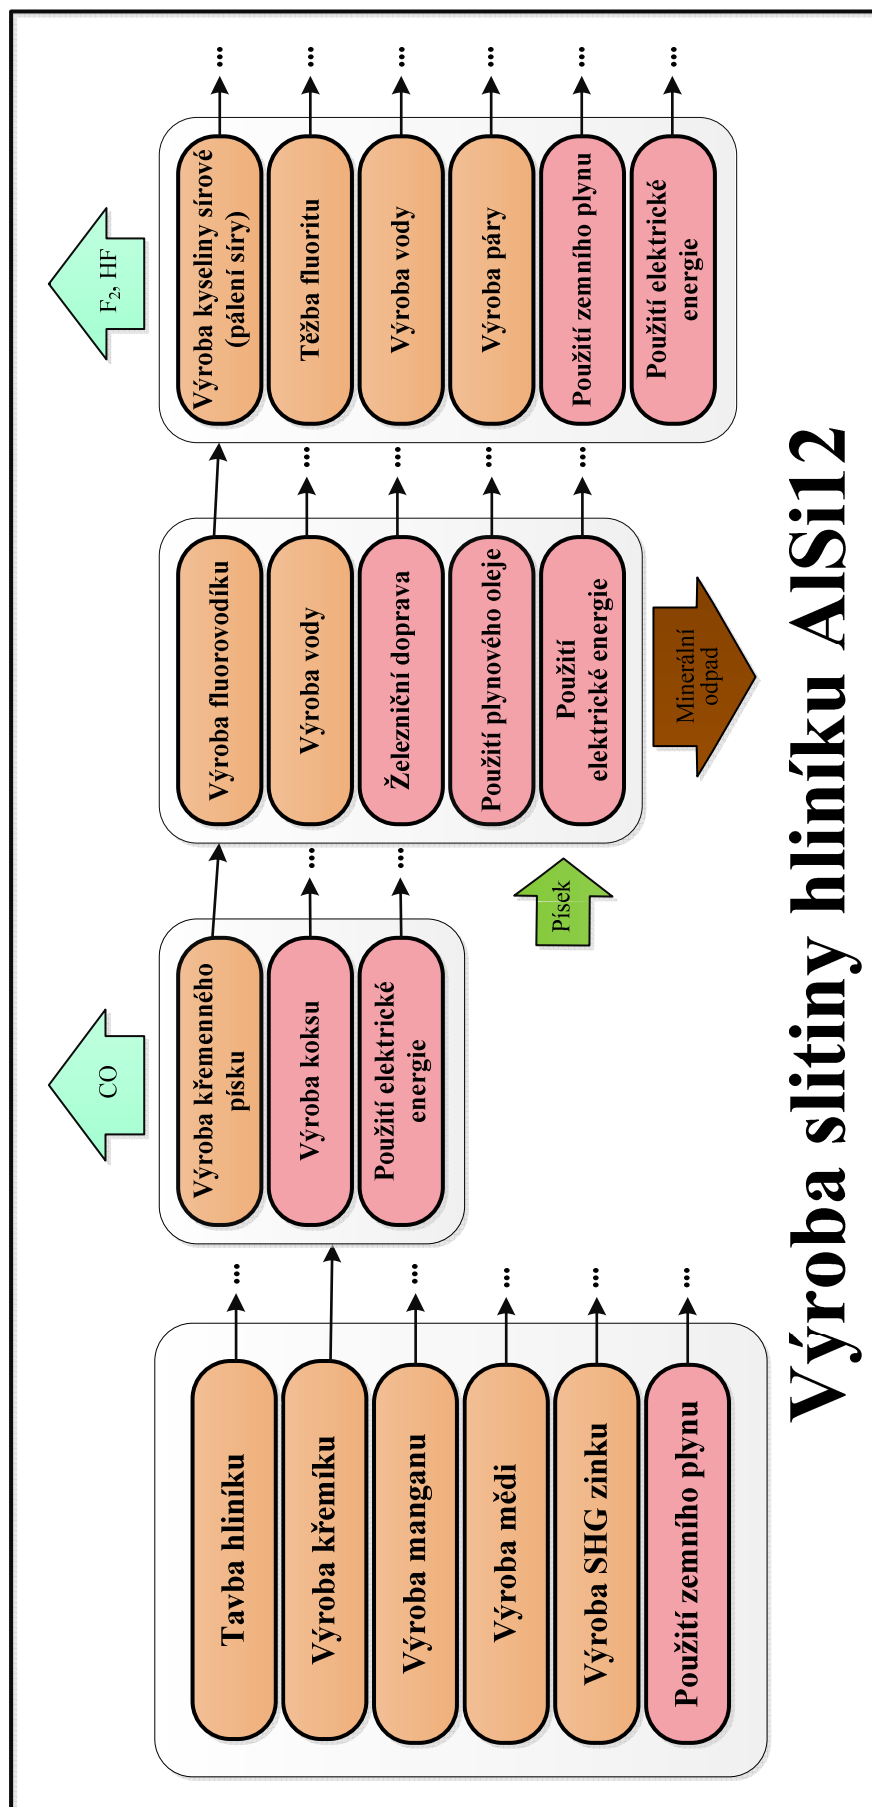 Tavba hliníku
...
Výroba křemíku
Výroba manganu
...
Výroba mědi
...
Výroba SHG zinku
...
Použití zemního plynu
...
CO
Výroba křemenného
písku
Výroba koksu
...
Použití elektrické
energie
...
Písek
Výroba fluorovodíku
Výroba vody
...
Železniční doprava
...
Použití plynového oleje
...
Použití
elektrické energie
...
Minerální
odpad
F₂, HF
Výroba kyseliny sírové
(pálení síry)
...
Těžba fluoritu
...
Výroba vody
...
Výroba páry
...
Použití zemního plynu
...
Použití elektrické
energie
...
Výroba slitiny hliníku AlSi12